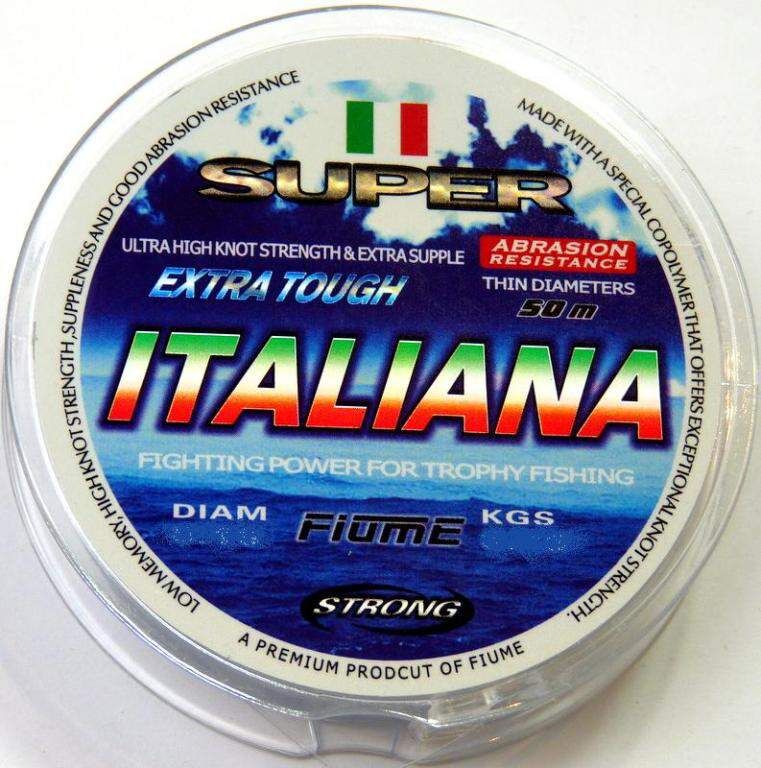 SUPER
ULTRA HIGH KNOT STRENGTH & EXTRA SUPPLE
ABRASION
RESISTANCE
EXTRA TOUGH
THIN DIAMETERS
50 m
ITALIANA
FIGHTING POWER FOR TROPHY FISHING
DIAM
FiUME
KGS
STRONG
LOW MEMORY, HIGH KNOT STRENGTH, SUPPLENESS AND GOOD ABRASION RESISTANCE
MADE WITH A SPECIAL COPOLYMER THAT OFFERS EXCEPTIONAL KNOT STRENGTH.
A PREMIUM PRODCUT OF FIUME